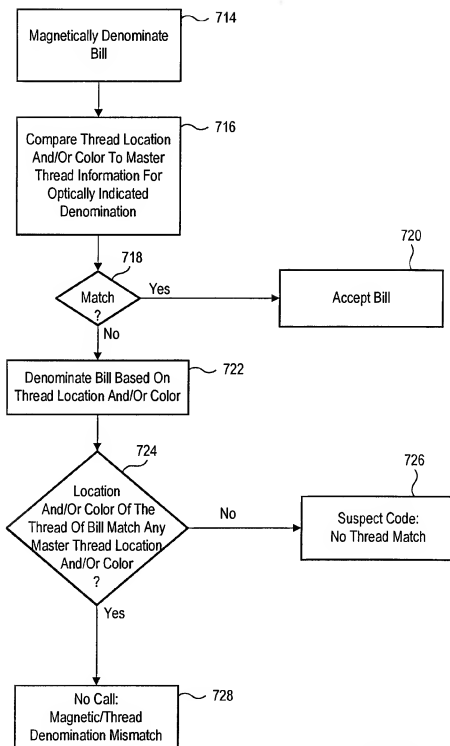 714
Magnetically Denominate
Bill
716
Compare Thread Location
And/Or Color To Master
Thread Information For
Optically Indicated
Denomination
718
Match
?
Yes
720
Accept Bill
No
722
Denominate Bill Based On
Thread Location And/Or Color
724
Location
And/Or Color Of The
Thread Of Bill Match Any
Master Thread Location
And/Or Color
?
No
726
Suspect Code:
No Thread Match
Yes
728
No Call:
Magnetic/Thread
Denomination Mismatch